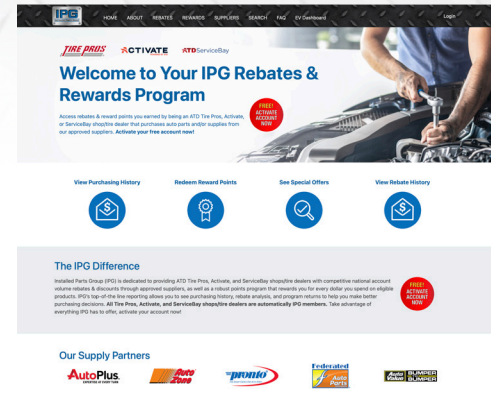 IPG
HOME ABOUT REBATES REWARDS SUPPLIERS SEARCH FAQ EV Dashboard Login
TIRE PROS ACTIVATE ATDServiceBay
Welcome to Your IPG Rebates &
Rewards Program
Access rebates & reward points you earned by being an ATD Tire Pros, Activate,
or ServiceBay shop/tire dealer that purchases auto parts and/or supplies from
our approved suppliers. Activate your free account now!
FREE!
ACTIVATE
ACCOUNT
NOW
View Purchasing History Redeem Reward Points See Special Offers View Rebate History
The IPG Difference
Installed Parts Group (IPG) is dedicated to providing ATD Tire Pros, Activate, and ServiceBay shops/tire dealers with competitive national account
volume rebates & discounts through approved suppliers, as well as a robust points program that rewards you for every dollar you spend on eligible
products. IPG's top-of-the line reporting allows you to see purchasing history, rebate analysis, and program returns to help you make better
purchasing decisions. All Tire Pros, Activate, and ServiceBay shops/tire dealers are automatically IPG members. Take advantage of
everything IPG has to offer, activate your account now!
FREE!
ACTIVATE
ACCOUNT
NOW
Our Supply Partners
AutoPlus.
Auto
Zone
pronto
Federated
Auto
Parts
Auto Value BUMPER BUMPER